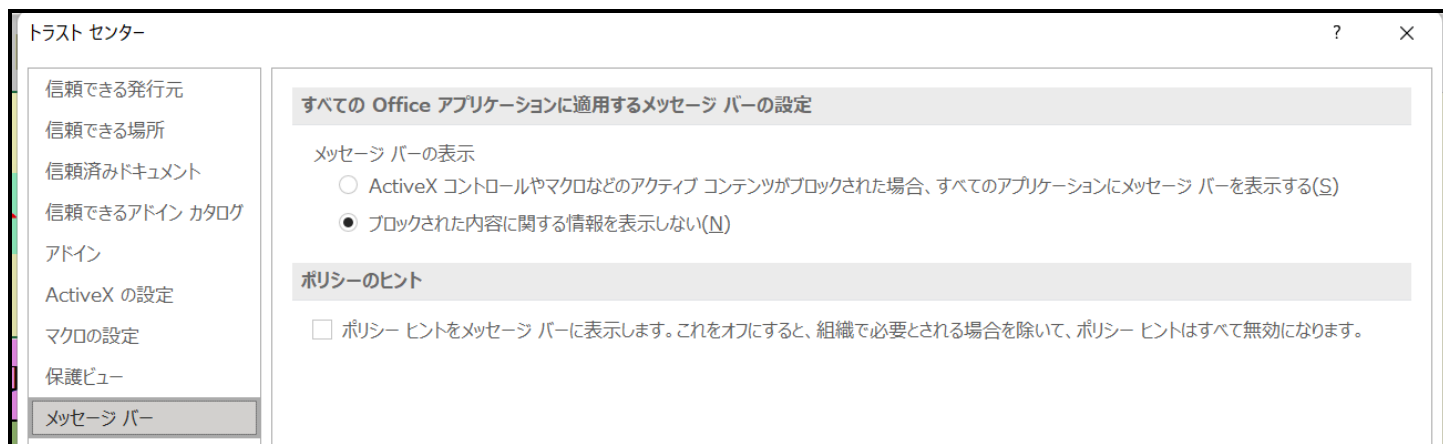 トラスト センター
?
信頼できる発行元
信頼できる場所
信頼済みドキュメント
信頼できるアドイン カタログ
アドイン
ActiveX の設定
マクロの設定
保護ビュー
メッセージ バー
すべての Office アプリケーションに適用するメッセージ バーの設定
メッセージ バーの表示
ActiveX コントロールやマクロなどのアクティブ コンテンツがブロックされた場合、すべてのアプリケーションにメッセージ バーを表示する(S)
ブロックされた内容に関する情報を表示しない(N)
ポリシーのヒント
ポリシー ヒントをメッセージ バーに表示します。これをオフにすると、組織で必要とされる場合を除いて、ポリシー ヒントはすべて無効になります。